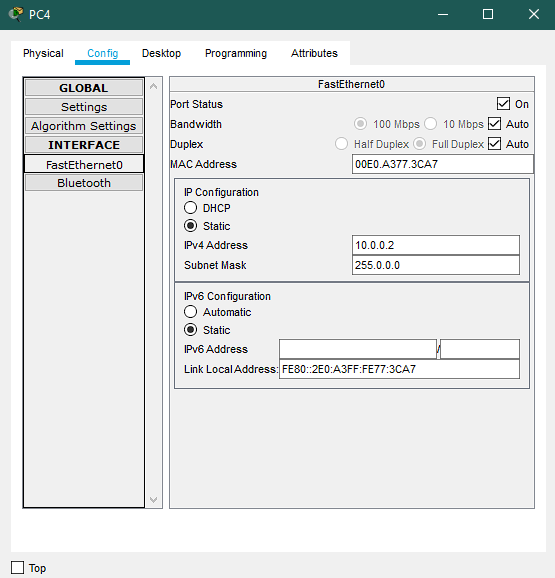 PC4
Physical Config Desktop Programming Attributes
GLOBAL
Settings
Algorithm Settings
INTERFACE
FastEthernet0
Bluetooth
FastEthernet0
Port Status On
Bandwidth 100 Mbps 10 Mbps Auto
Duplex Half Duplex Full Duplex Auto
MAC Address 00E0.A377.3CA7
IP Configuration
DHCP
Static
IPv4 Address 10.0.0.2
Subnet Mask 255.0.0.0
IPv6 Configuration
Automatic
Static
IPv6 Address /
Link Local Address: FE80::2E0:A3FF:FE77:3CA7
Top